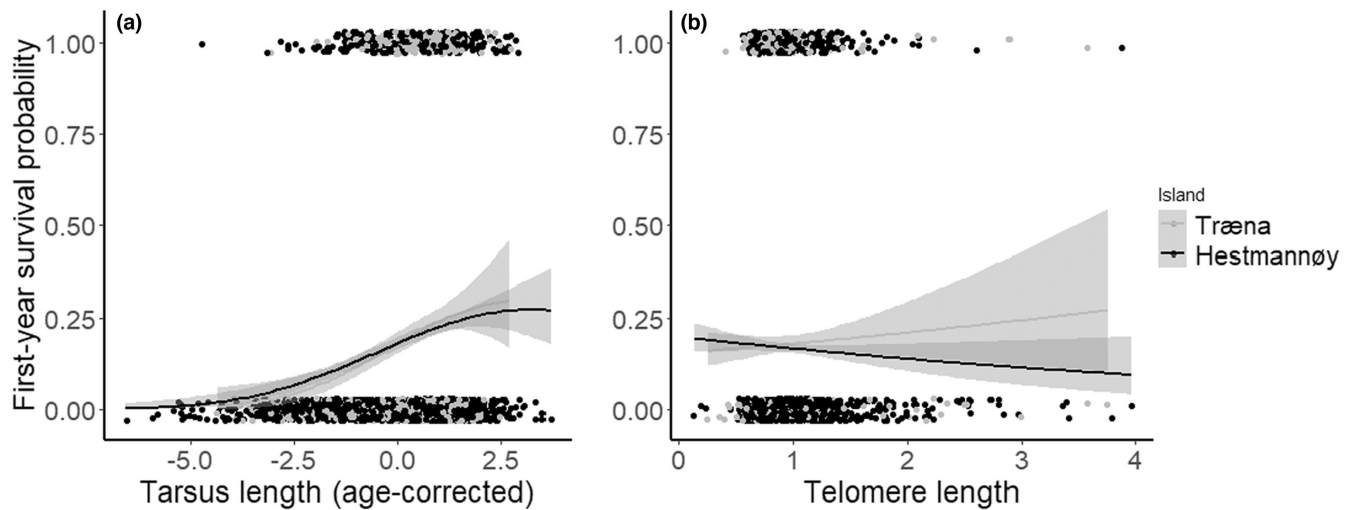 (a)
(b)
First-year survival probability
1.00
0.75
0.50
0.25
0.00
-5.0 -2.5 0.0 2.5
Tarsus length (age-corrected)
1.00
0.75
0.50
0.25
0.00
0 1 2 3 4
Telomere length
Island
Træna
Hestmannøy